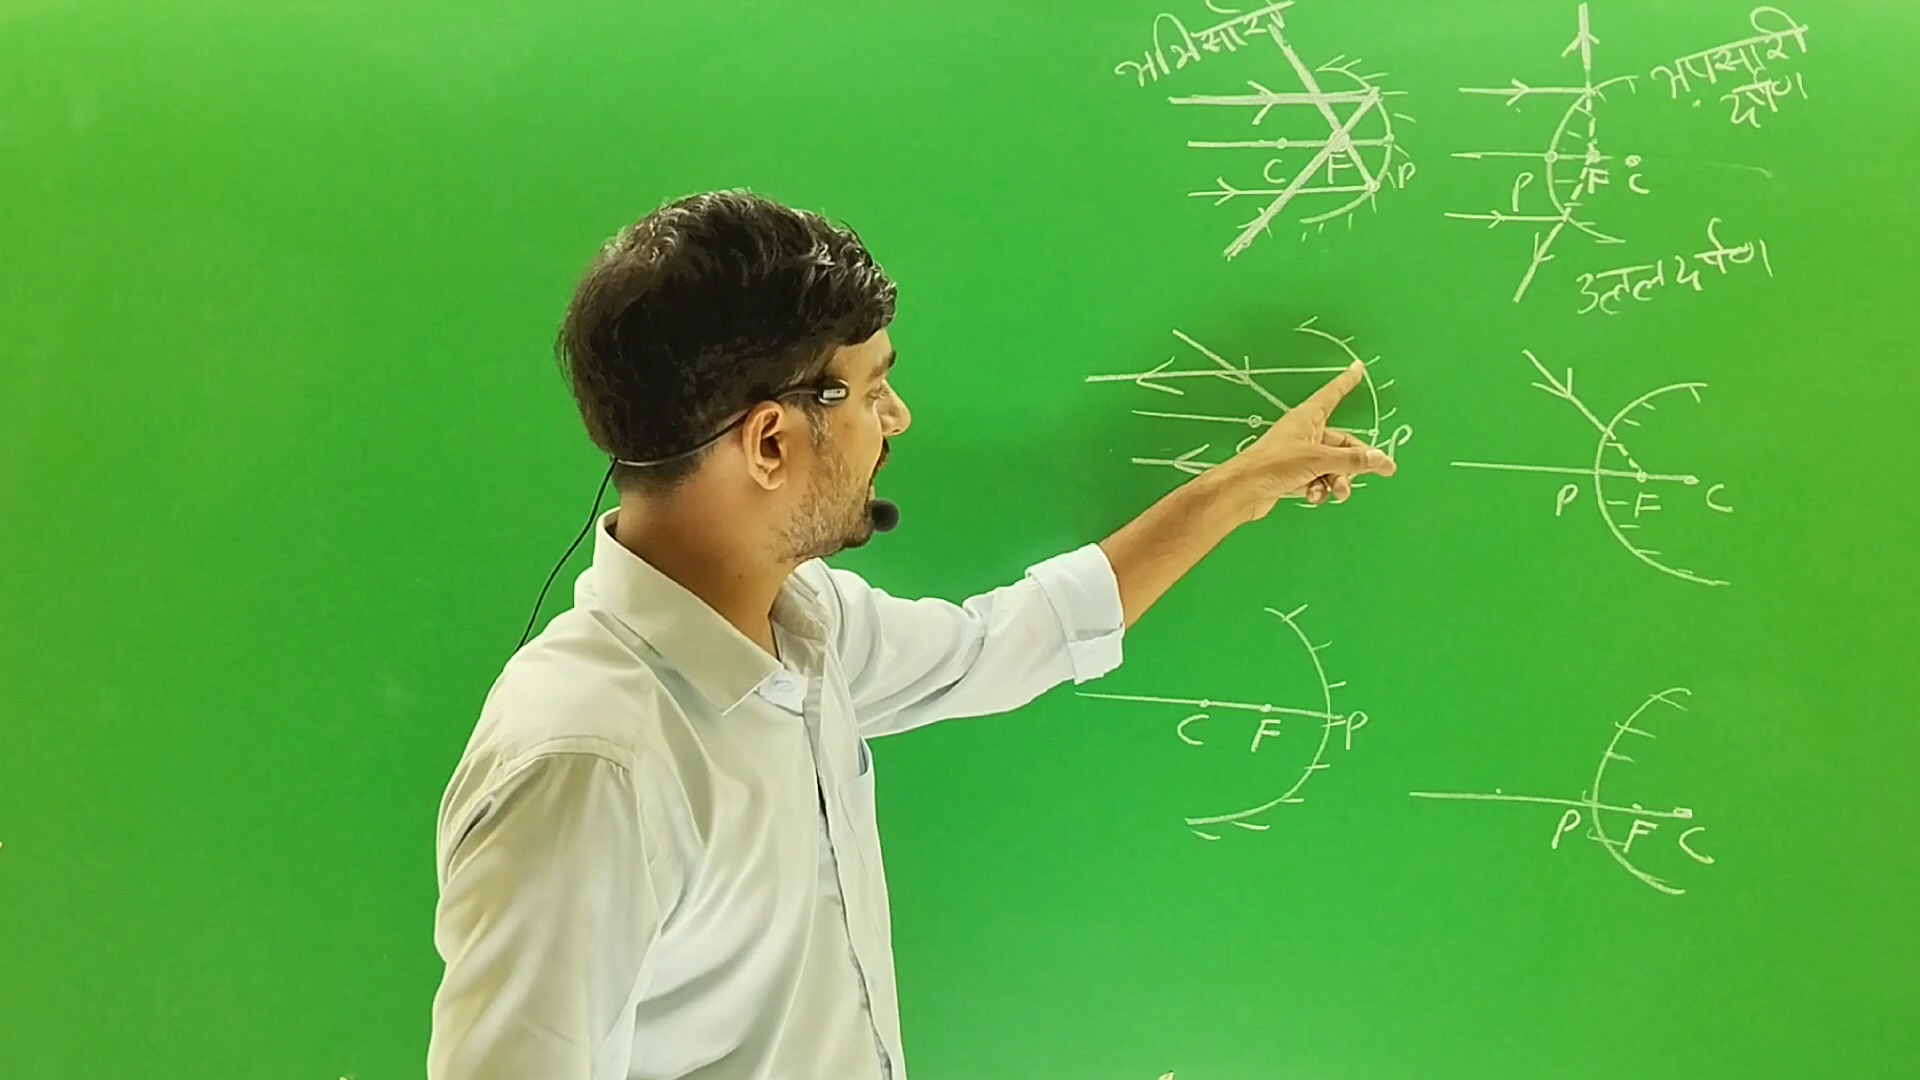 अभिसारी
अपसारी
दर्पण
C F P
P F C
उत्तल दर्पण
P
P F C
C F P
P F C